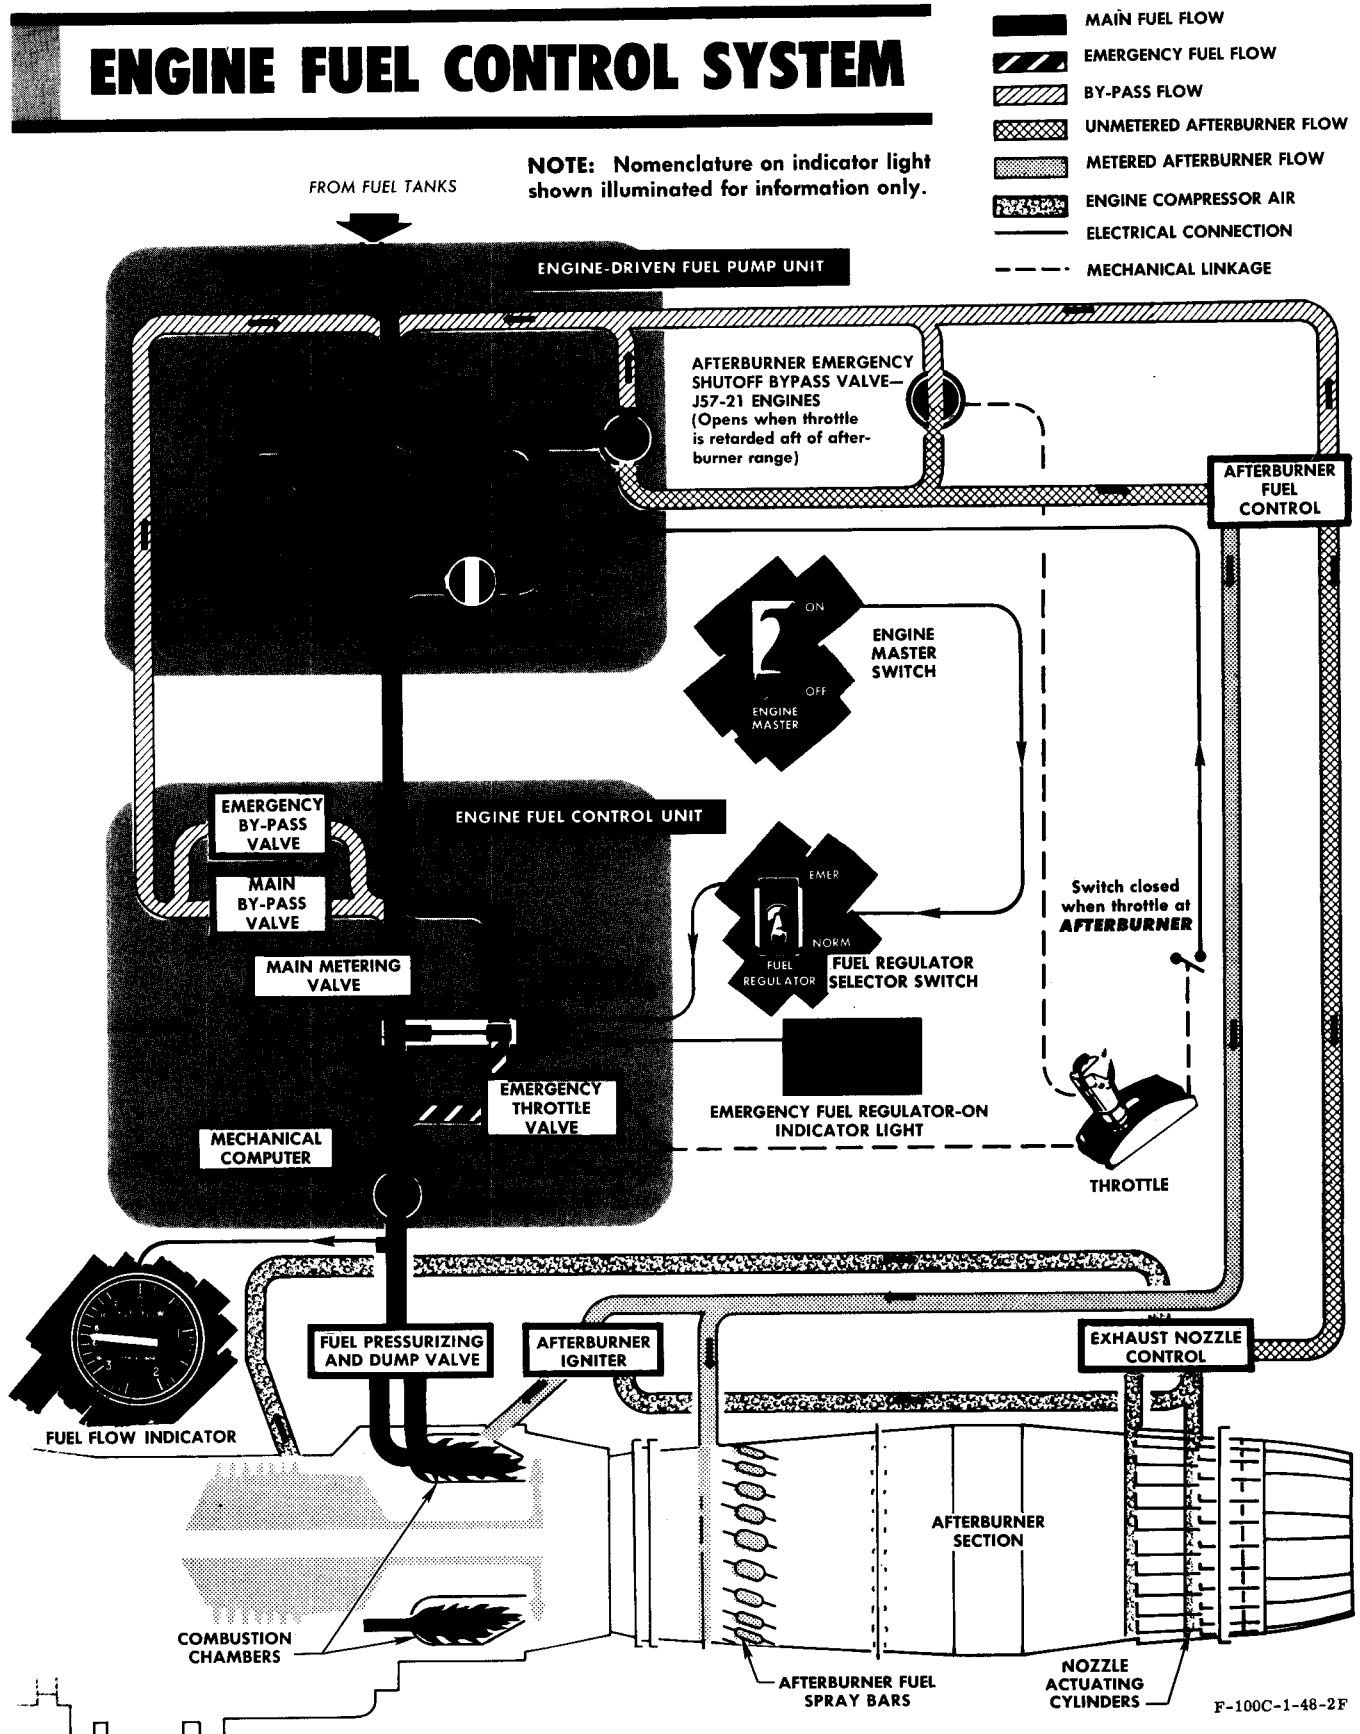 ENGINE FUEL CONTROL SYSTEM
MAIN FUEL FLOW
EMERGENCY FUEL FLOW
BY-PASS FLOW
UNMETERED AFTERBURNER FLOW
METERED AFTERBURNER FLOW
ENGINE COMPRESSOR AIR
ELECTRICAL CONNECTION
MECHANICAL LINKAGE
NOTE: Nomenclature on indicator light
shown illuminated for information only.
FROM FUEL TANKS
ENGINE-DRIVEN FUEL PUMP UNIT
AFTERBURNER EMERGENCY
SHUTOFF BYPASS VALVE—
J57-21 ENGINES
(Opens when throttle
is retarded aft of after-
burner range)
AFTERBURNER
FUEL
CONTROL
ON
OFF
ENGINE
MASTER
ENGINE
MASTER
SWITCH
EMERGENCY
BY-PASS
VALVE
MAIN
BY-PASS
VALVE
ENGINE FUEL CONTROL UNIT
EMER
NORM
FUEL
REGULATOR
FUEL REGULATOR
SELECTOR SWITCH
Switch closed
when throttle at
AFTERBURNER
MAIN METERING
VALVE
EMERGENCY
THROTTLE
VALVE
EMERGENCY FUEL REGULATOR-ON
INDICATOR LIGHT
MECHANICAL
COMPUTER
THROTTLE
1
2
3
FUEL FLOW INDICATOR
FUEL PRESSURIZING
AND DUMP VALVE
AFTERBURNER
IGNITER
EXHAUST NOZZLE
CONTROL
AFTERBURNER
SECTION
COMBUSTION
CHAMBERS
AFTERBURNER FUEL
SPRAY BARS
NOZZLE
ACTUATING
CYLINDERS
F-100C-1-48-2F